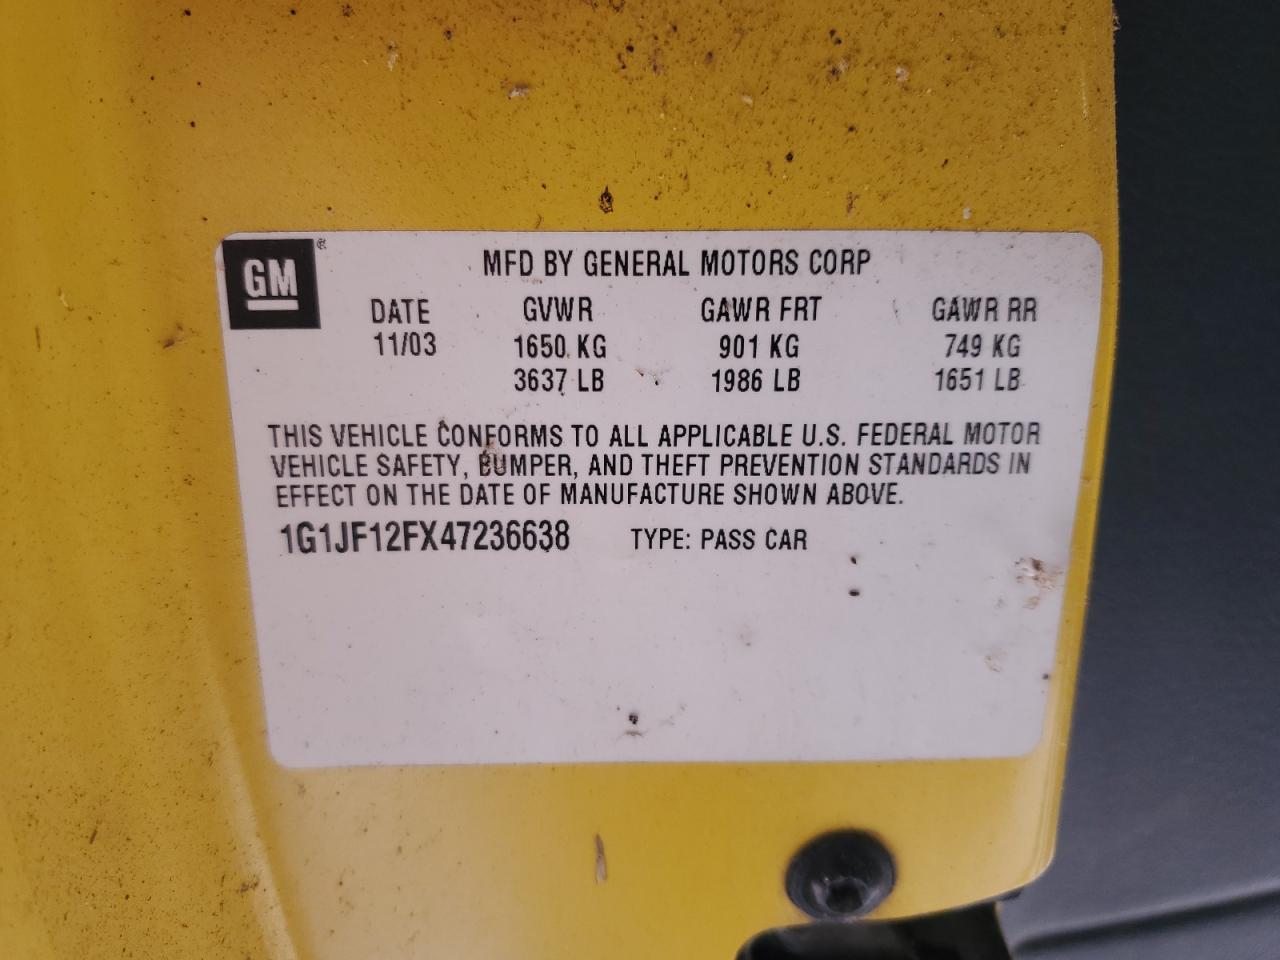 GM ®
MFD BY GENERAL MOTORS CORP
DATE GVWR GAWR FRT GAWR RR
11/03 1650 KG 901 KG 749 KG
3637 LB 1986 LB 1651 LB
THIS VEHICLE CONFORMS TO ALL APPLICABLE U.S. FEDERAL MOTOR
VEHICLE SAFETY, BUMPER, AND THEFT PREVENTION STANDARDS IN
EFFECT ON THE DATE OF MANUFACTURE SHOWN ABOVE.
1G1JF12FX47236638 TYPE: PASS CAR